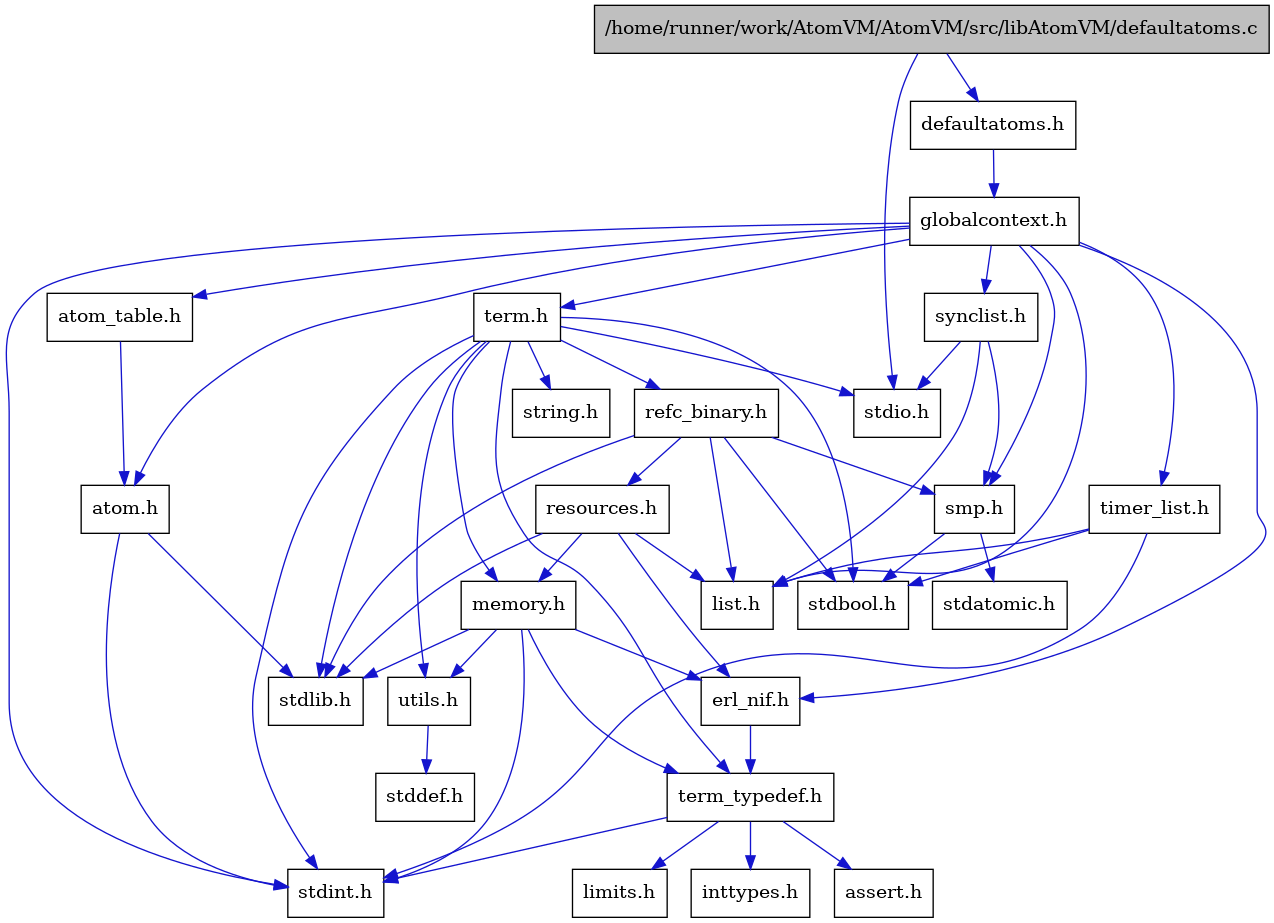 /home/runner/work/AtomVM/AtomVM/src/libAtomVM/defaultatoms.c
defaultatoms.h
globalcontext.h
atom_table.h
term.h
synclist.h
string.h
refc_binary.h
stdio.h
atom.h
resources.h
smp.h
timer_list.h
memory.h
list.h
stdbool.h
stdatomic.h
stdlib.h
utils.h
erl_nif.h
stddef.h
term_typedef.h
stdint.h
limits.h
inttypes.h
assert.h